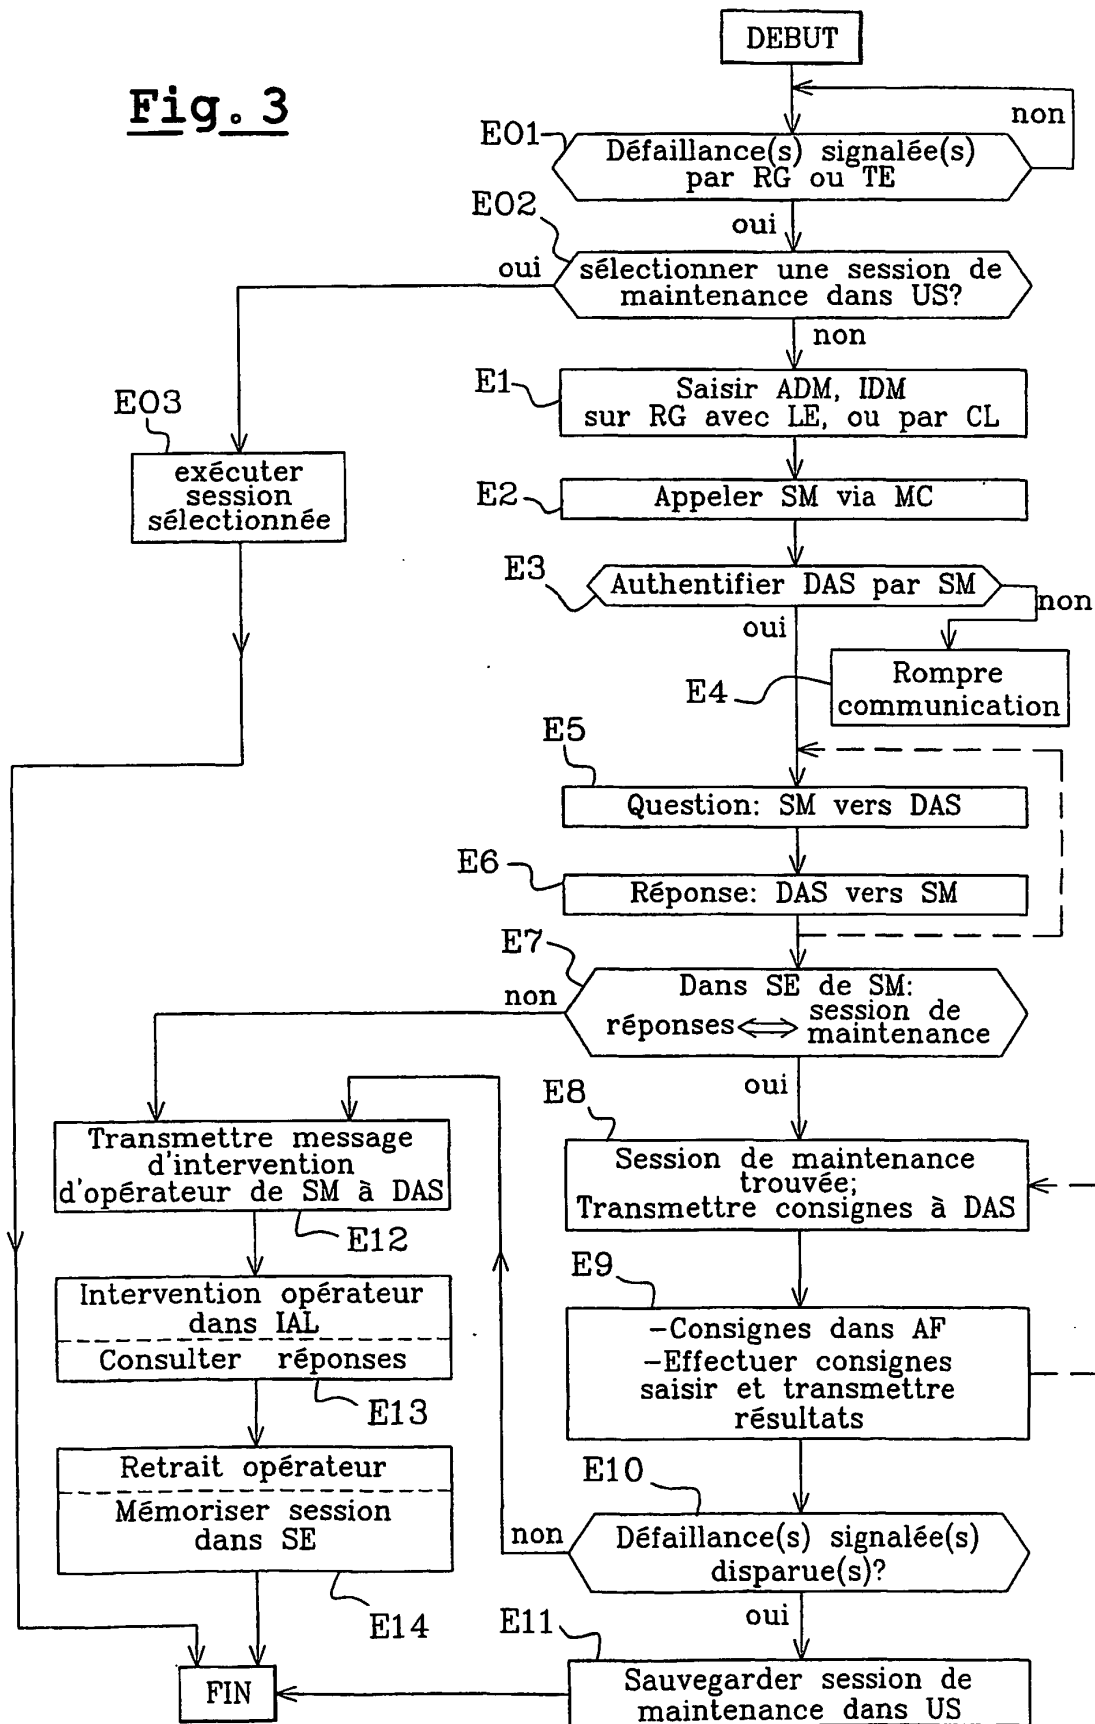 DEBUT
Fig. 3
non
E01
Défaillance(s) signalée(s)
par RG ou TE
oui
E02
oui
sélectionner une session de
maintenance dans US?
non
E1
Saisir ADM, IDM
sur RG avec LE, ou par CL
E03
exécuter
session
sélectionnée
E2
Appeler SM via MC
E3
Authentifier DAS par SM
non
oui
E4
Rompre
communication
E5
Question: SM vers DAS
E6
Réponse: DAS vers SM
E7
non
Dans SE de SM:
réponses ⟺ session de
maintenance
oui
E8
Transmettre message
d'intervention
d'opérateur de SM à DAS
E12
Session de maintenance
trouvée;
Transmettre consignes à DAS
E9
Intervention opérateur
dans IAL
Consulter réponses
E13
-Consignes dans AF
-Effectuer consignes
saisir et transmettre
résultats
Retrait opérateur
Mémoriser session
dans SE
E14
E10
non
Défaillance(s) signalée(s)
disparue(s)?
oui
E11
FIN
Sauvegarder session de
maintenance dans US